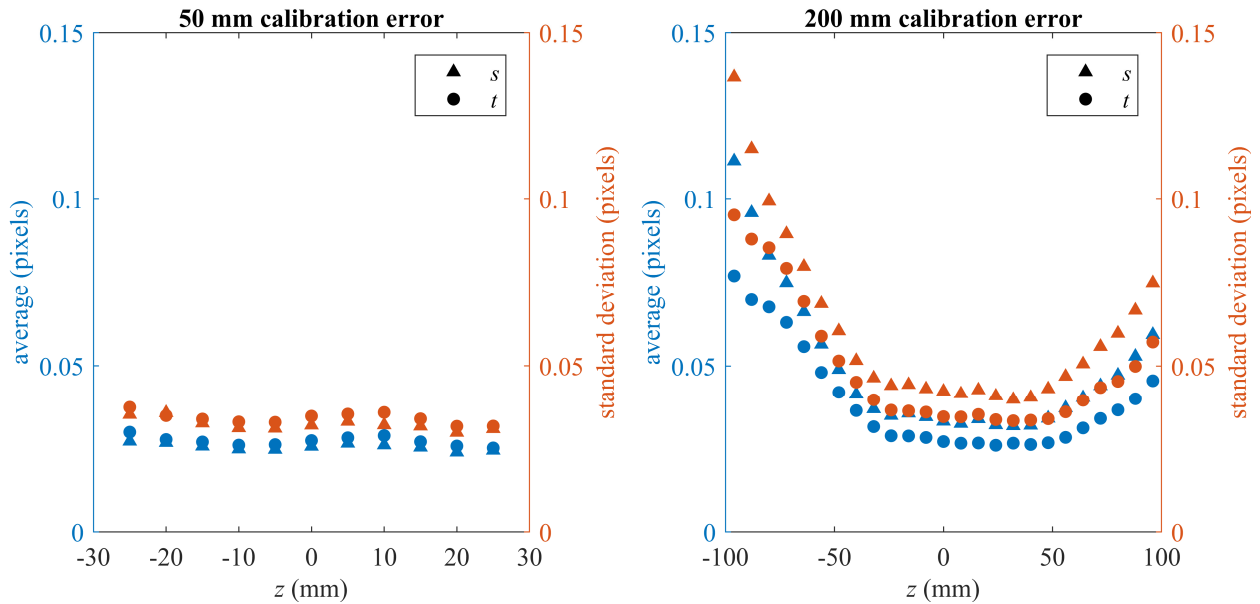 50 mm calibration error
0.15
0.1
0.05
0
average (pixels)
0.15
0.1
0.05
0
standard deviation (pixels)
s
t
-30 -20 -10 0 10 20 30
z (mm)
200 mm calibration error
0.15
0.1
0.05
0
average (pixels)
0.15
0.1
0.05
0
standard deviation (pixels)
s
t
-100 -50 0 50 100
z (mm)